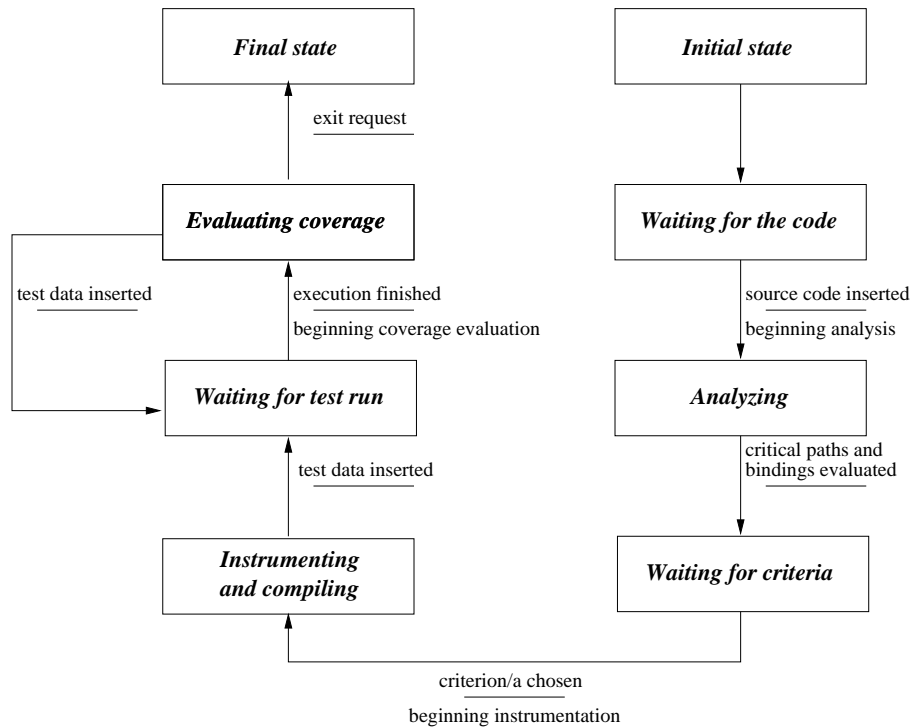 Final state
Initial state
exit request
Evaluating coverage
Waiting for the code
test data inserted
execution finished
beginning coverage evaluation
source code inserted
beginning analysis
Waiting for test run
Analyzing
test data inserted
critical paths and
bindings evaluated
Instrumenting
and compiling
Waiting for criteria
criterion/a chosen
beginning instrumentation